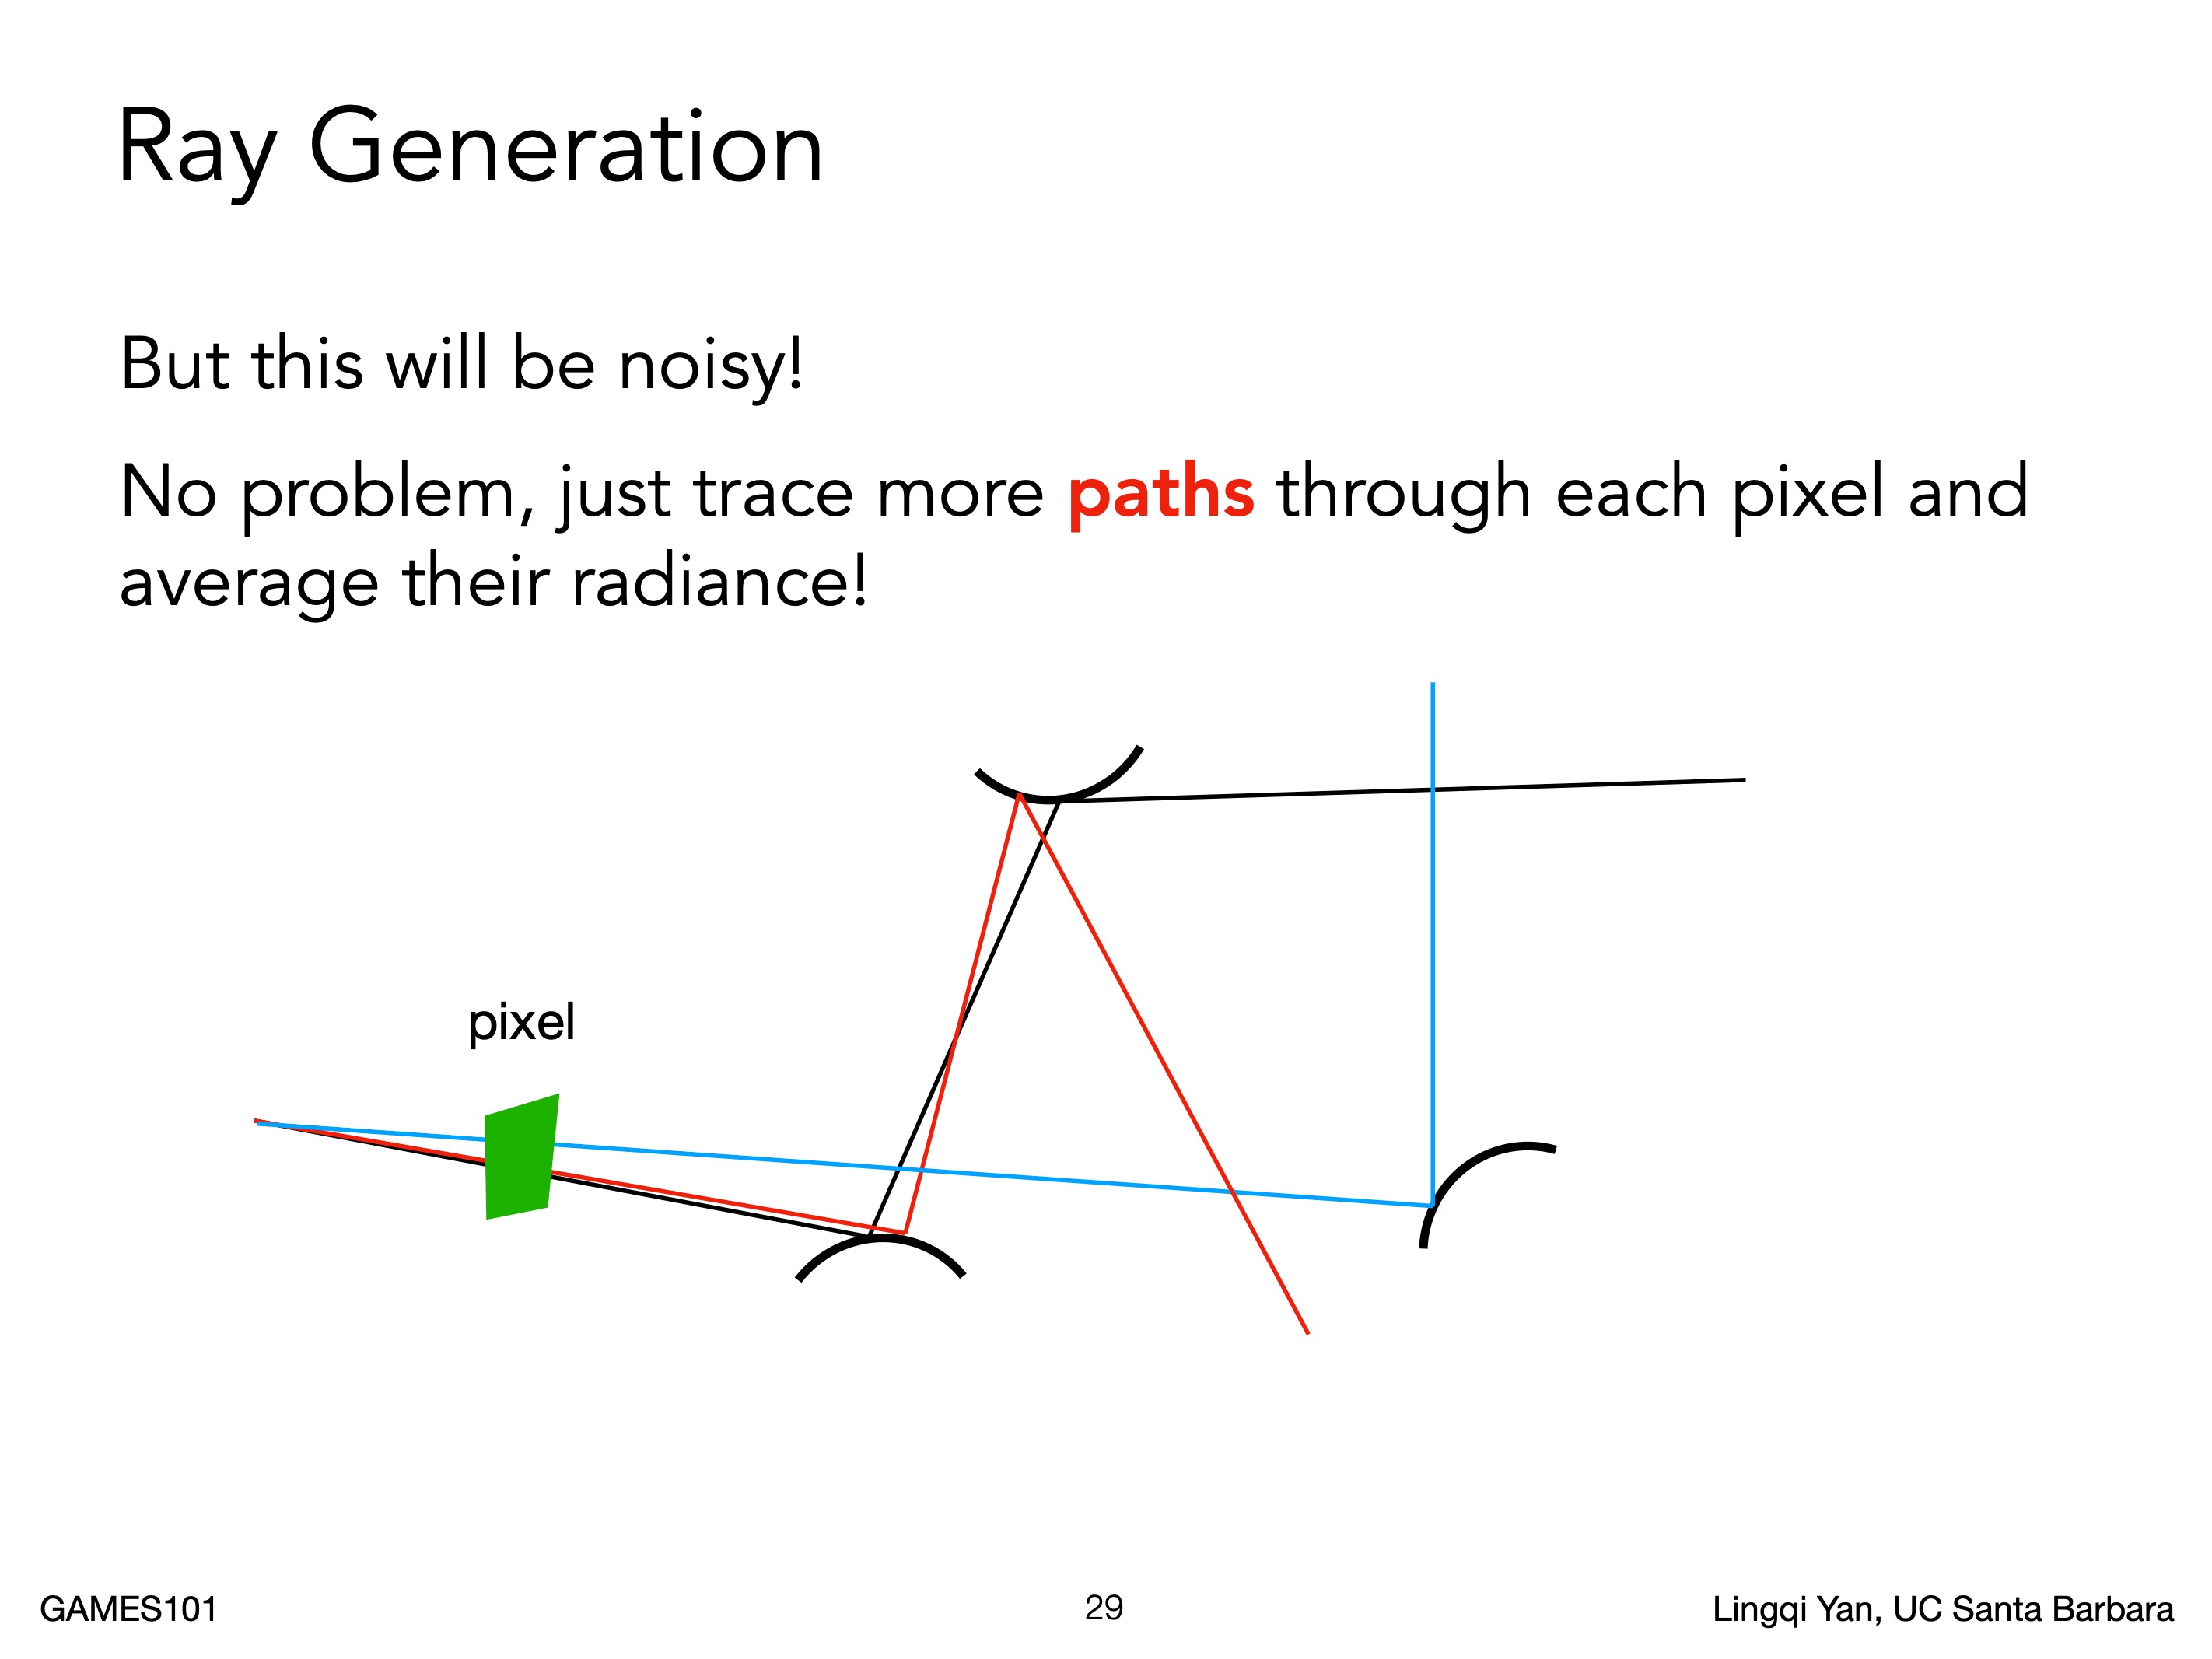 Ray Generation
But this will be noisy!
No problem, just trace more paths through each pixel and
average their radiance!
pixel
GAMES101
29
Lingqi Yan, UC Santa Barbara